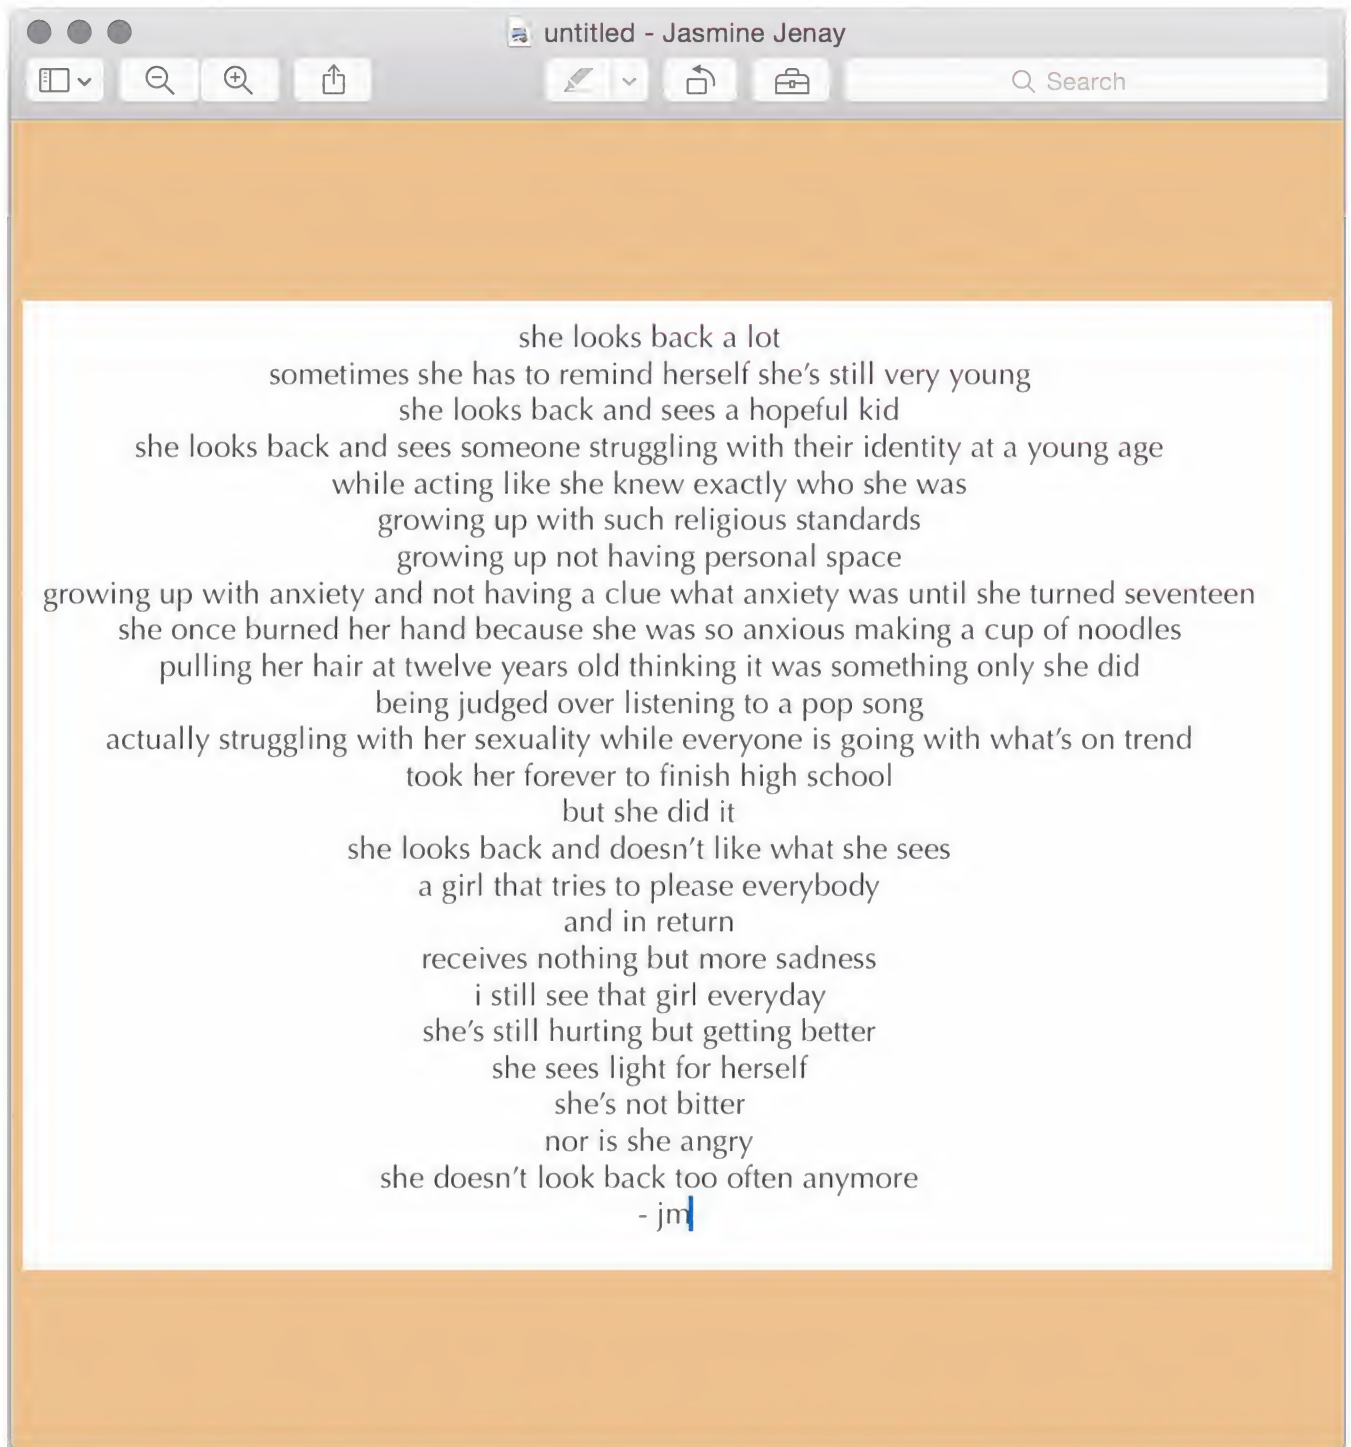 untitled - Jasmine Jenay
Search
she looks back a lot
sometimes she has to remind herself she's still very young
she looks back and sees a hopeful kid
she looks back and sees someone struggling with their identity at a young age
while acting like she knew exactly who she was
growing up with such religious standards
growing up not having personal space
growing up with anxiety and not having a clue what anxiety was until she turned seventeen
she once burned her hand because she was so anxious making a cup of noodles
pulling her hair at twelve years old thinking it was something only she did
being judged over listening to a pop song
actually struggling with her sexuality while everyone is going with what's on trend
took her forever to finish high school
but she did it
she looks back and doesn't like what she sees
a girl that tries to please everybody
and in return
receives nothing but more sadness
i still see that girl everyday
she's still hurting but getting better
she sees light for herself
she's not bitter
nor is she angry
she doesn't look back too often anymore
- jm